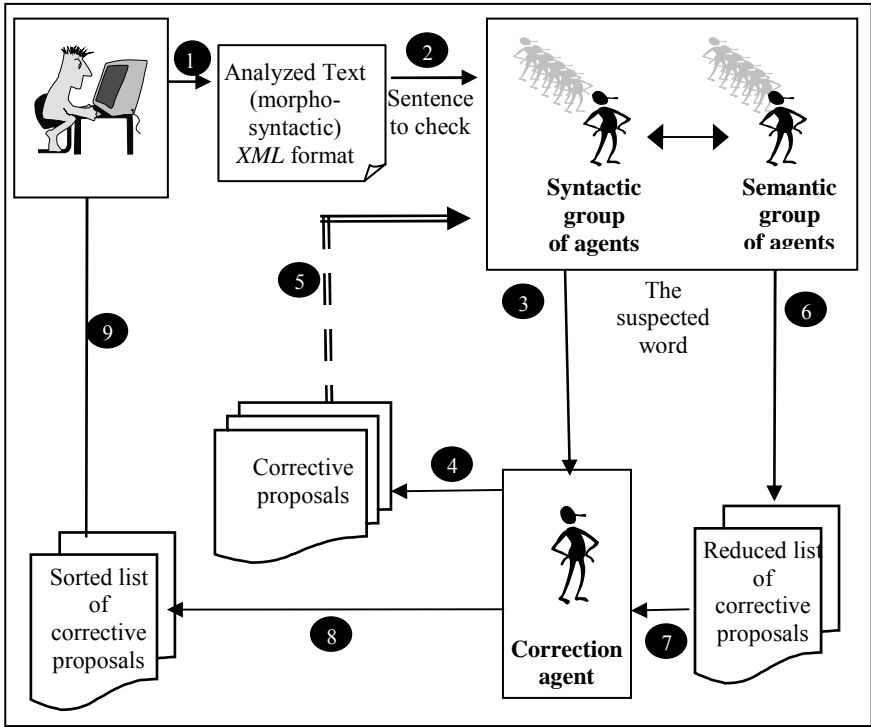 1
2
Analyzed Text
(morpho-
syntactic)
XML format
Sentence
to check
Syntactic
group
of agents
Semantic
group
of agents
5
3
The
suspected
word
6
9
Corrective
proposals
4
Sorted list
of
corrective
proposals
8
Correction
agent
7
Reduced list
of
corrective
proposals